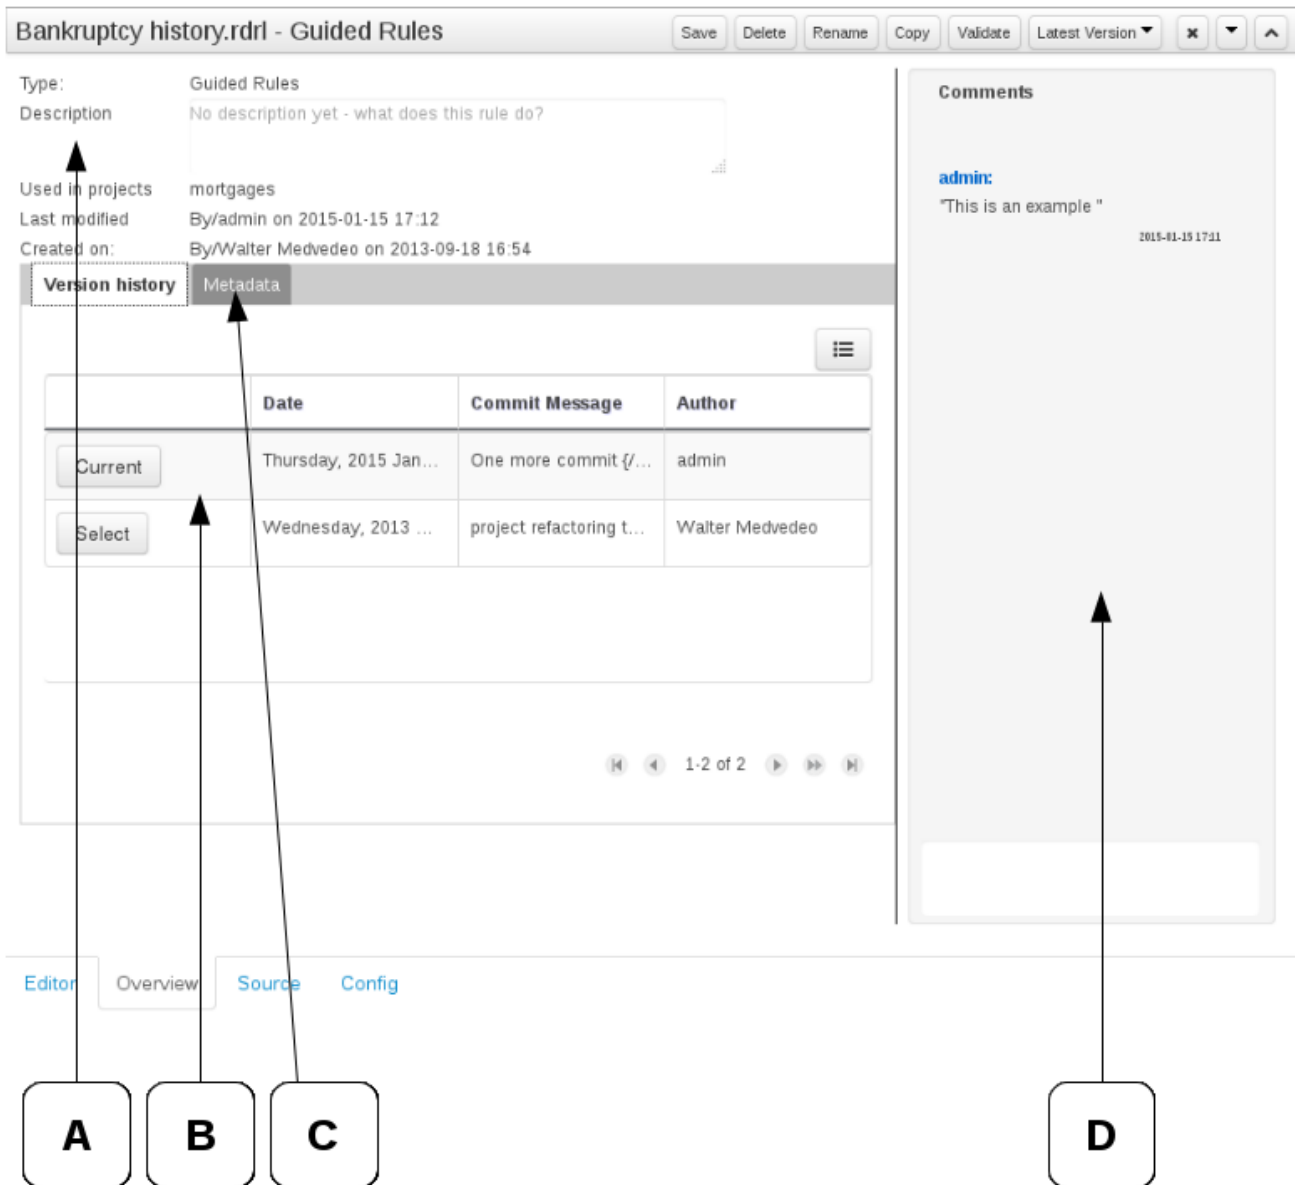 Bankruptcy history.rdrl - Guided Rules
Save Delete Rename Copy Validate Latest Version
Type: Guided Rules
Description No description yet - what does this rule do?
Used in projects mortgages
Last modified By/admin on 2015-01-15 17:12
Created on: By/Walter Medvedeo on 2013-09-18 16:54
Version history Metadata
Date Commit Message Author
Current Thursday, 2015 Jan... One more commit {/... admin
Select Wednesday, 2013 ... project refactoring t... Walter Medvedeo
1-2 of 2
Comments
admin:
"This is an example "
2015-01-15 17:11
Editor Overview Source Config
A B C D